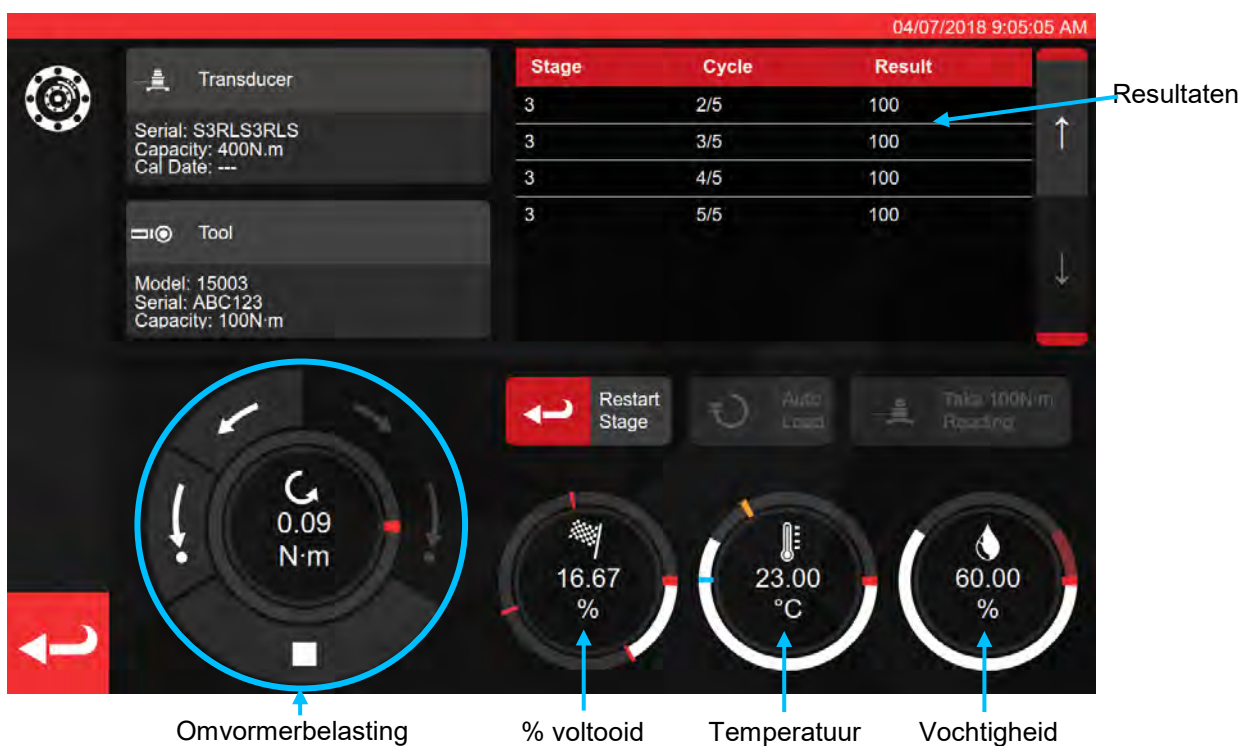 04/07/2018 9:05:05 AM
Transducer
Serial: S3RLS3RLS
Capacity: 400N.m
Cal Date: ---
Tool
Model: 15003
Serial: ABC123
Capacity: 100N·m
Stage Cycle Result
3 2/5 100
3 3/5 100
3 4/5 100
3 5/5 100
Resultaten
Restart
Stage
Auto
Load
Take 100N·m
Reading
0.09
N·m
16.67
%
23.00
°C
60.00
%
Omvormerbelasting
% voltooid
Temperatuur
Vochtigheid